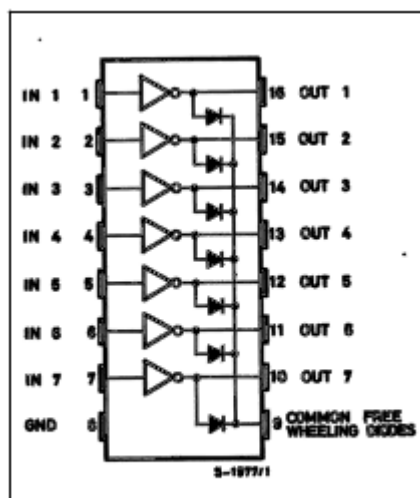 IN 1 1 16 OUT 1
IN 2 2 15 OUT 2
IN 3 3 14 OUT 3
IN 4 4 13 OUT 4
IN 5 5 12 OUT 5
IN 6 6 11 OUT 6
IN 7 7 10 OUT 7
GND 8 9 COMMON FREE
WHEELING DIODES
S-1977/1